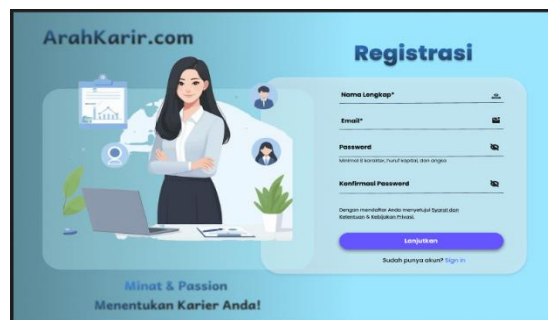 ArahKarir.com
Minat & Passion
Menentukan Karier Anda!
Registrasi
Nama Lengkap*
Email*
Password
Minimal 8 karakter, huruf kapital, dan angka
Konfirmasi Password
Dengan mendaftar Anda menyetujui Syarat dan
Ketentuan & Kebijakan Privasi.
Lanjutkan
Sudah punya akun? Sign in